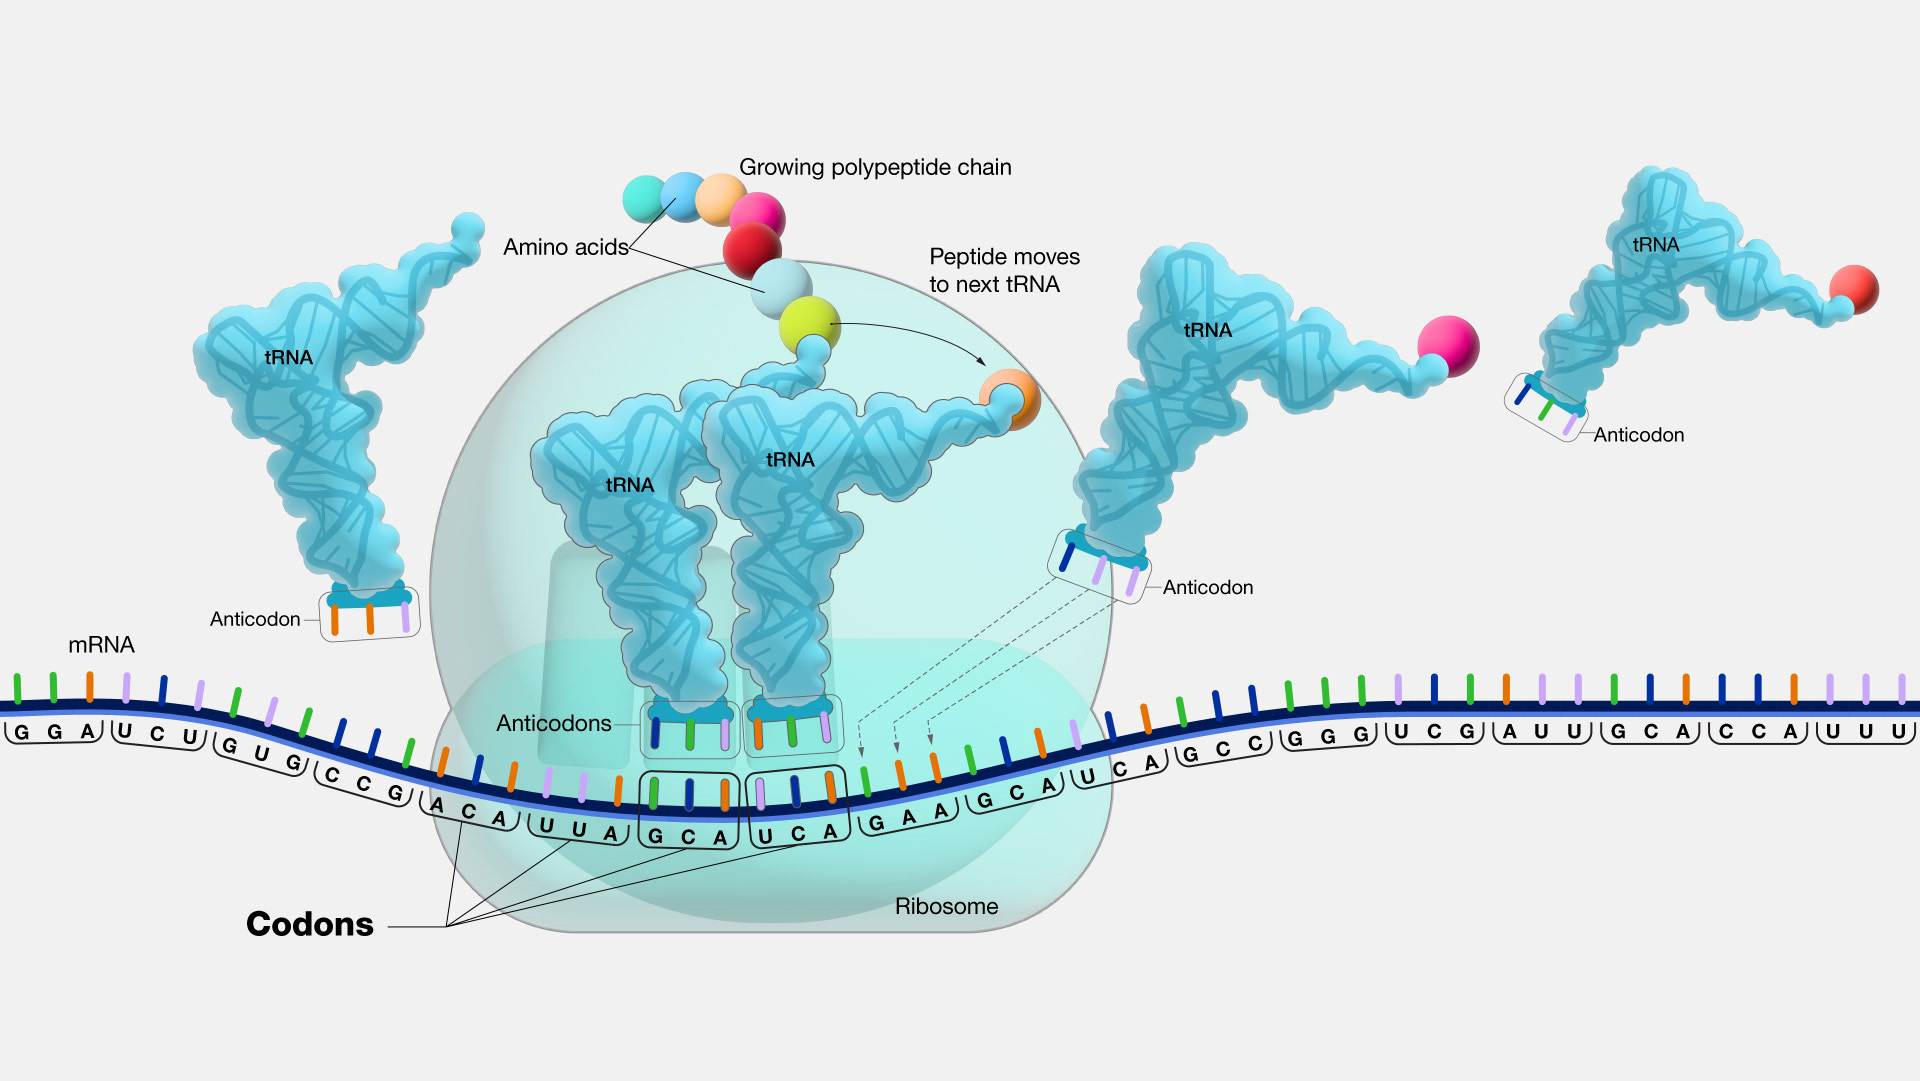 Growing polypeptide chain
Amino acids
Peptide moves
to next tRNA
tRNA
tRNA
tRNA
tRNA
tRNA
Anticodon
Anticodon
Anticodon
Anticodons
mRNA
G G A U C U G U G C C G A C A U U A G C A U C A G A A G C A U C A G C C G G G U C G A U U G C A C C A U U U
Codons
Ribosome